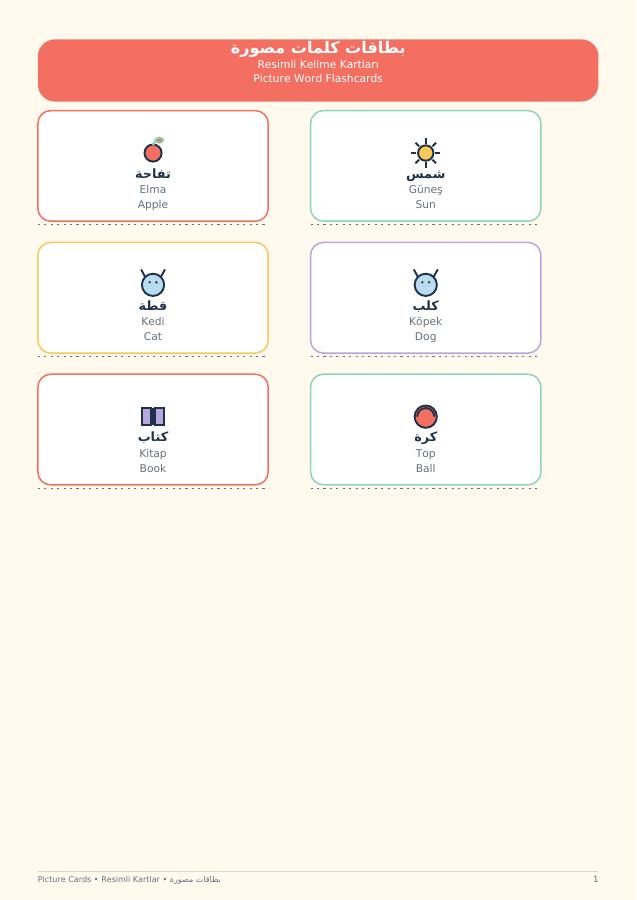 بطاقات كلمات مصورة
Resimli Kelime Kartları
Picture Word Flashcards
تفاحة
Elma
Apple
شمس
Güneş
Sun
قطة
Kedi
Cat
كلب
Köpek
Dog
كتاب
Kitap
Book
كرة
Top
Ball
Picture Cards • Resimli Kartlar • بطاقات مصورة
1